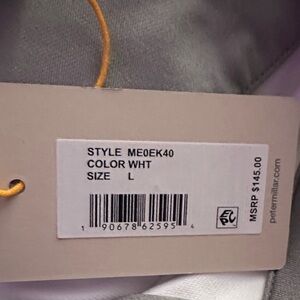 STYLE ME0EK40
COLOR WHT
SIZE L
1 90678 62595 4
MSRP $145.00
petermillar.com